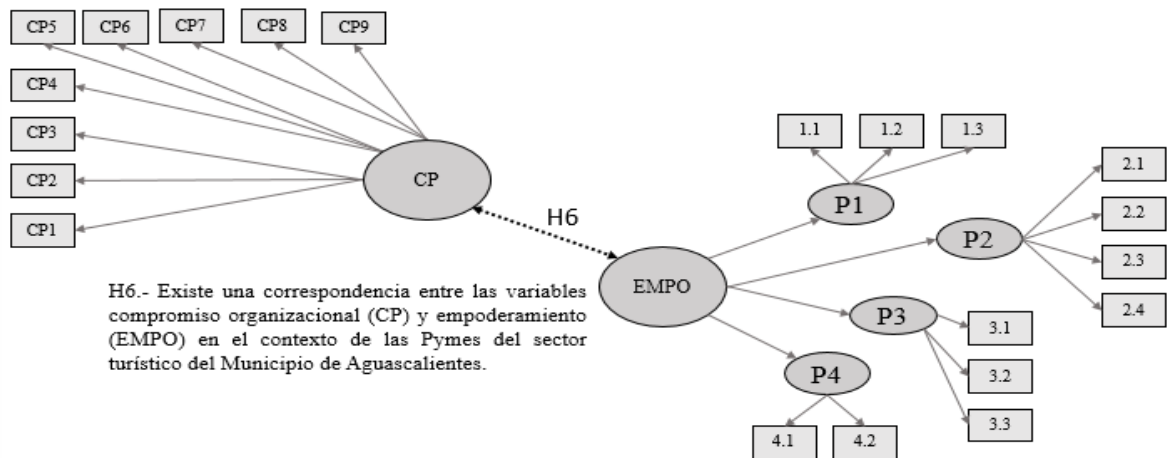 CP5 CP6 CP7 CP8 CP9
CP4
CP3
CP2
CP1
CP
H6
EMPO
1.1 1.2 1.3
P1
P2
2.1
2.2
2.3
2.4
P3
3.1
3.2
3.3
P4
4.1 4.2
H6.- Existe una correspondencia entre las variables
compromiso organizacional (CP) y empoderamiento
(EMPO) en el contexto de las Pymes del sector
turístico del Municipio de Aguascalientes.